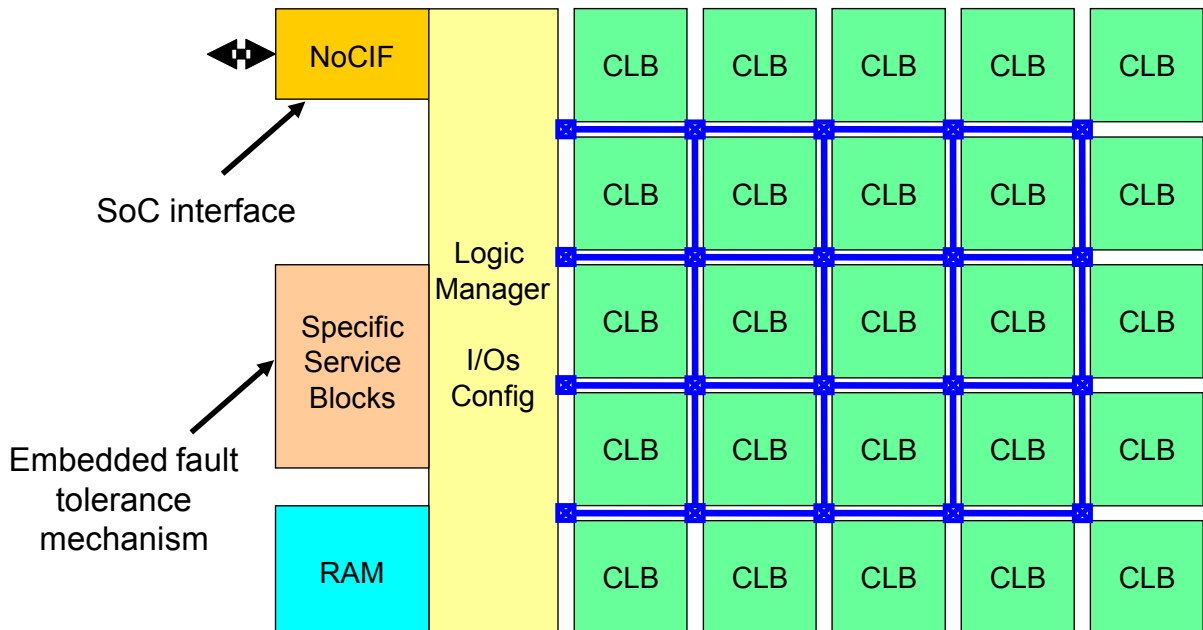 NoCIF
CLB CLB CLB CLB CLB
SoC interface
CLB CLB CLB CLB CLB
Logic
Manager
I/Os
Config
Specific
Service
Blocks
CLB CLB CLB CLB CLB
Embedded fault
tolerance
mechanism
CLB CLB CLB CLB CLB
RAM
CLB CLB CLB CLB CLB